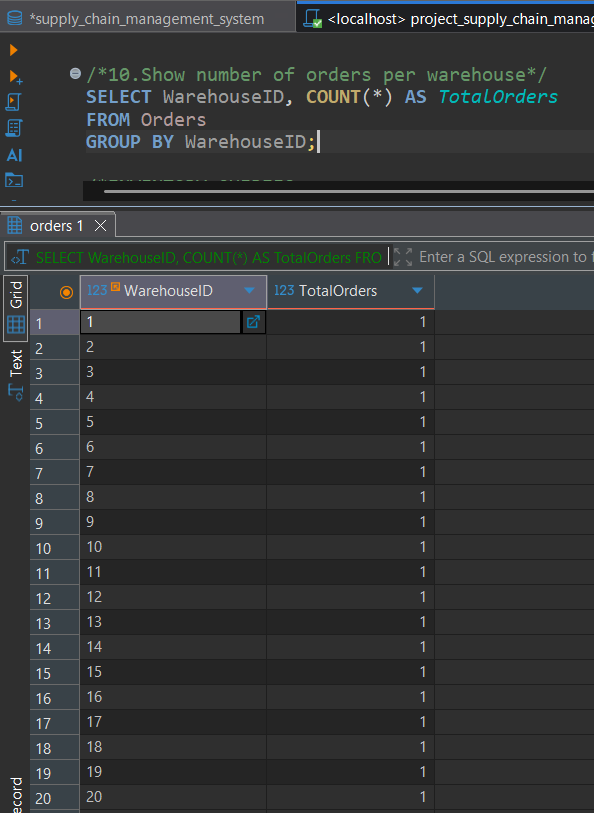 *supply_chain_management_system
<localhost> project_supply_chain_mana
/*10.Show number of orders per warehouse*/
SELECT WarehouseID, COUNT(*) AS TotalOrders
FROM Orders
GROUP BY WarehouseID;
AI
orders 1
SELECT WarehouseID, COUNT(*) AS TotalOrders FRO
Enter a SQL expression to f
Grid
Text
ecord
123 WarehouseID 123 TotalOrders
1 1 1
2 2 1
3 3 1
4 4 1
5 5 1
6 6 1
7 7 1
8 8 1
9 9 1
10 10 1
11 11 1
12 12 1
13 13 1
14 14 1
15 15 1
16 16 1
17 17 1
18 18 1
19 19 1
20 20 1